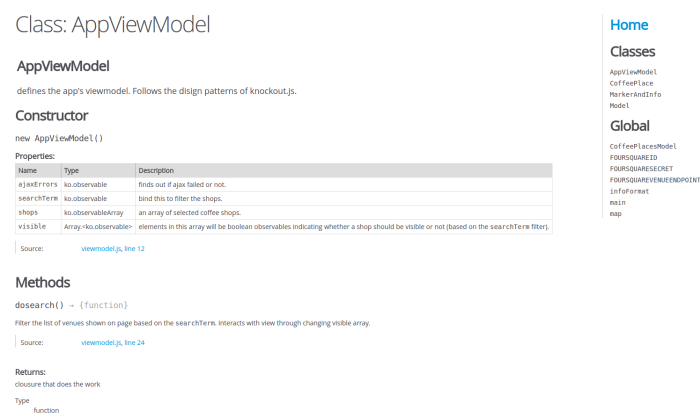 Class: AppViewModel
AppViewModel
defines the app's viewmodel. Follows the disign patterns of knockout.js.
Constructor
new AppViewModel()
Properties:
Name Type Description
ajaxErrors ko.observable finds out if ajax failed or not.
searchTerm ko.observable bind this to filter the shops.
shops ko.observableArray an array of selected coffee shops.
visible Array.<ko.observable> elements in this array will be boolean observables indicating whether a shop should be visible or not (based on the searchTerm filter).
Source: viewmodel.js, line 12
Methods
dosearch() → {function}
Filter the list of venues shown on page based on the searchTerm. Interacts with view through changing visible array.
Source: viewmodel.js, line 24
Returns:
clousure that does the work
Type
function
Home
Classes
AppViewModel
CoffeePlace
MarkerAndInfo
Model
Global
CoffeePlacesModel
FOURSQUAREID
FOURSQUARESECRET
FOURSQUAREVENUEENDPOINT
infoFormat
main
map